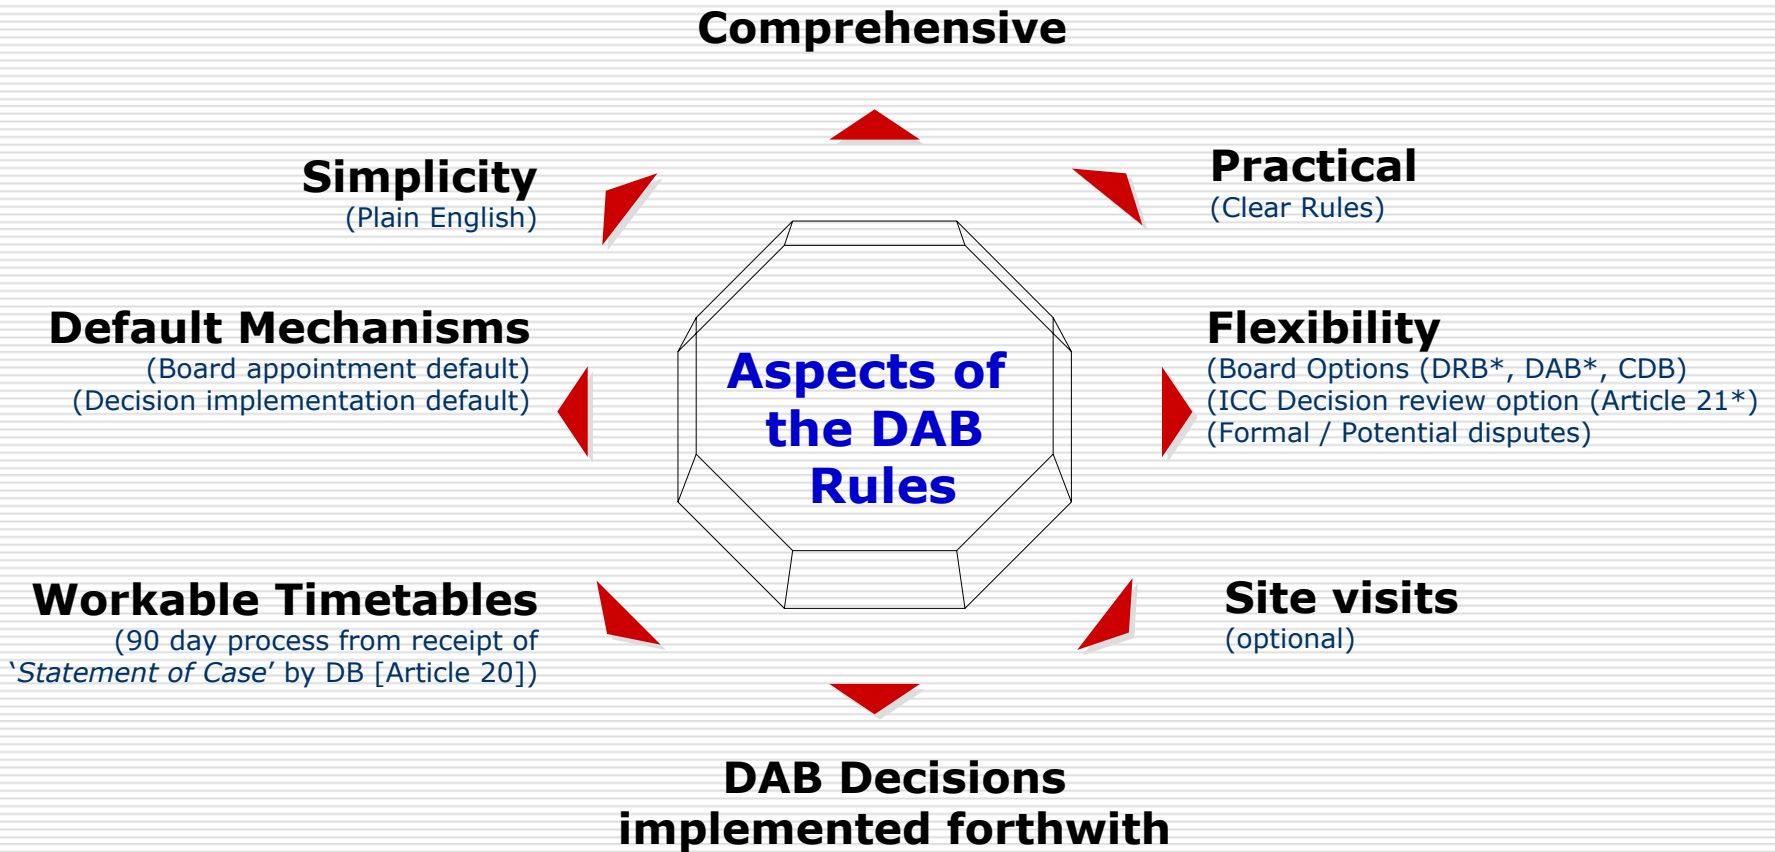 Comprehensive
Simplicity
(Plain English)
Practical
(Clear Rules)
Default Mechanisms
(Board appointment default)
(Decision implementation default)
Aspects of
the DAB
Rules
Flexibility
(Board Options (DRB*, DAB*, CDB)
(ICC Decision review option (Article 21*)
(Formal / Potential disputes)
Workable Timetables
(90 day process from receipt of
‘Statement of Case’ by DB [Article 20])
Site visits
(optional)
DAB Decisions
implemented forthwith